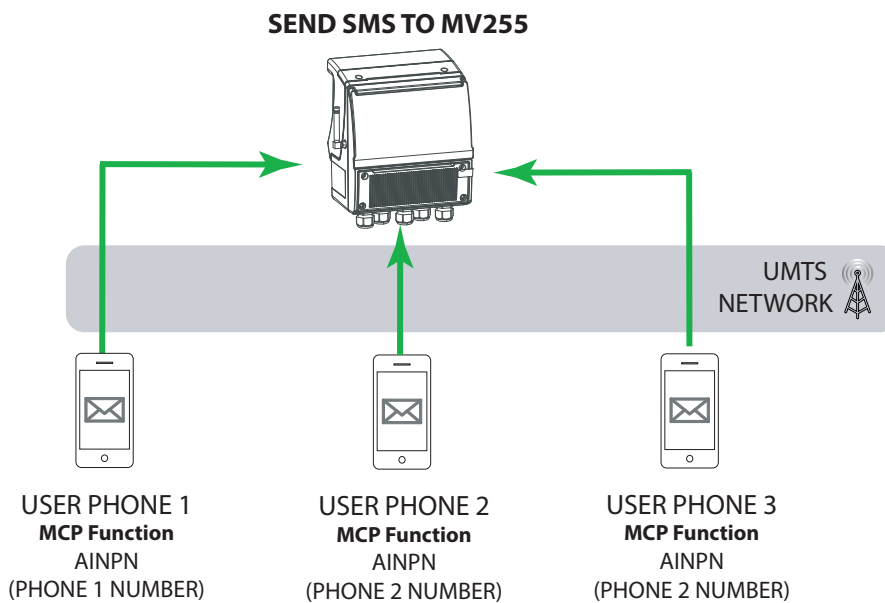 SEND SMS TO MV255
UMTS
NETWORK
USER PHONE 1
MCP Function
AINPN
(PHONE 1 NUMBER)
USER PHONE 2
MCP Function
AINPN
(PHONE 2 NUMBER)
USER PHONE 3
MCP Function
AINPN
(PHONE 2 NUMBER)